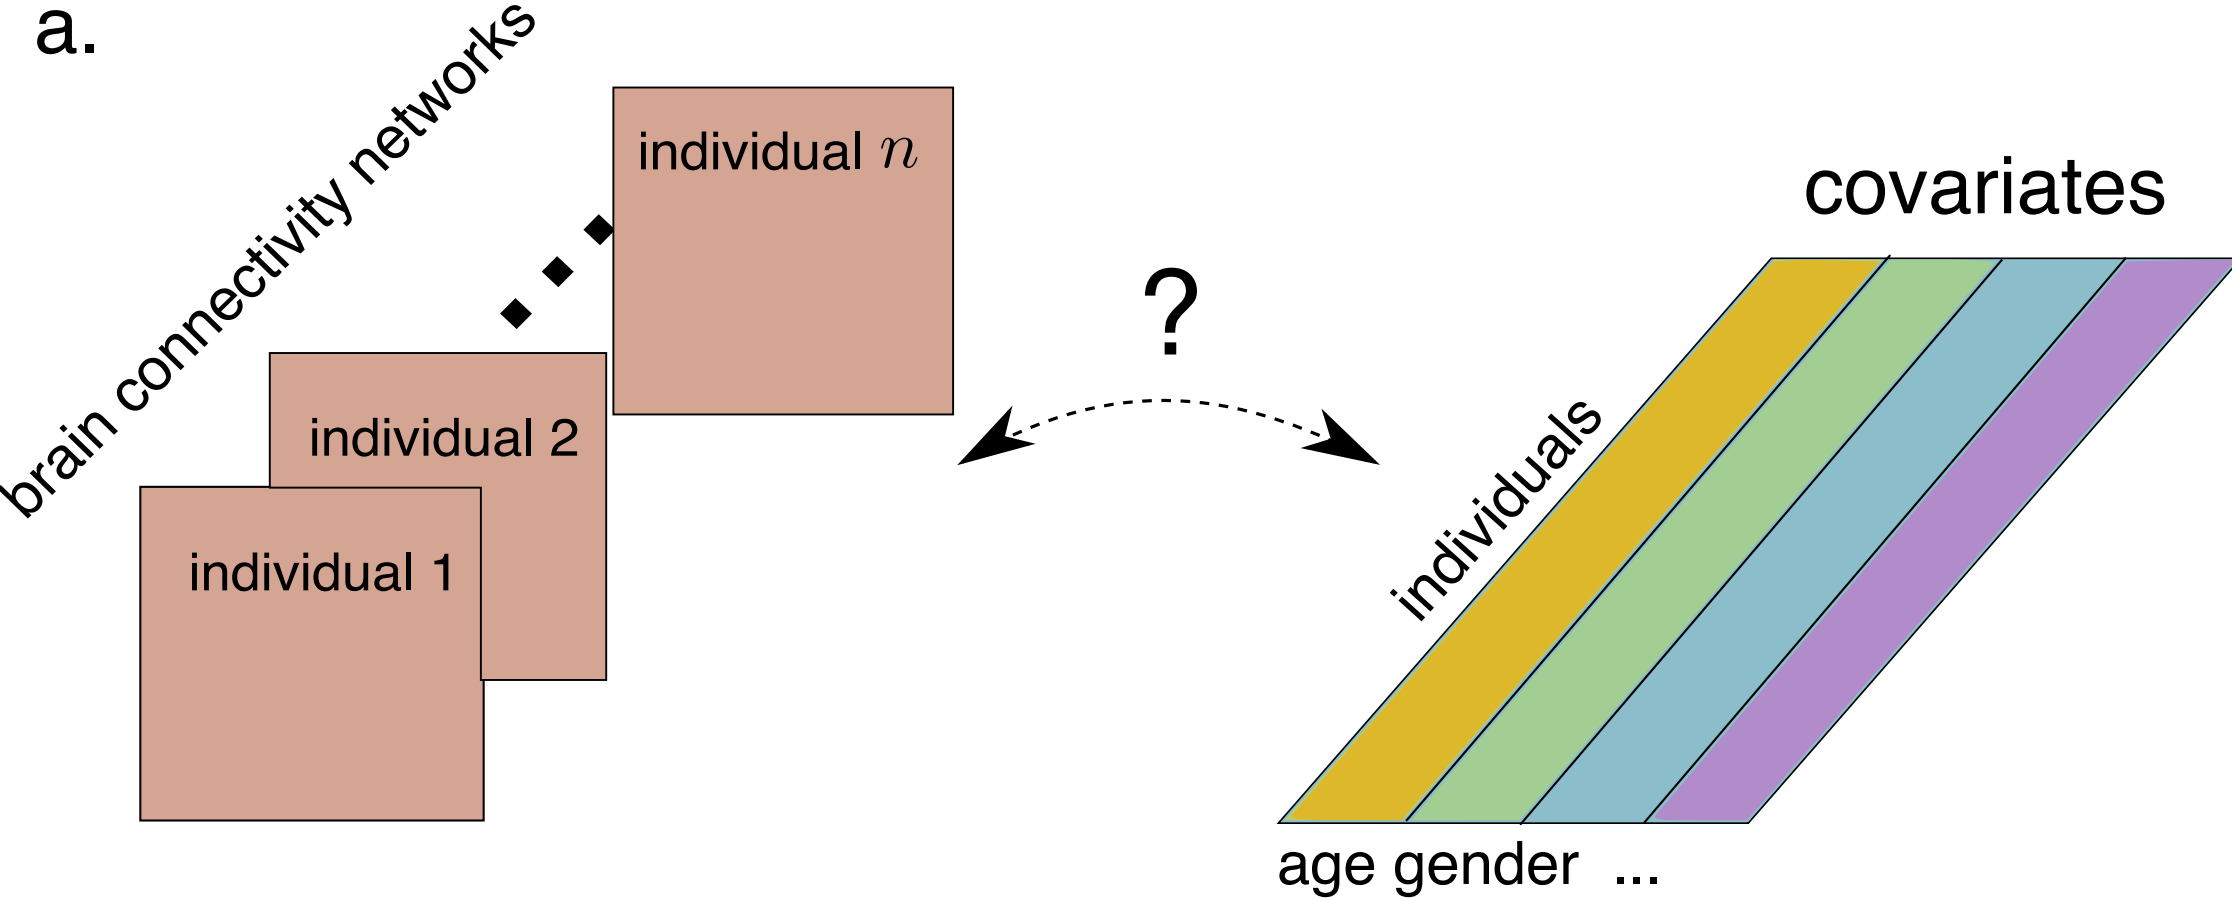 a.
brain connectivity networks
individual n
individual 2
individual 1
?
covariates
individuals
age gender ...